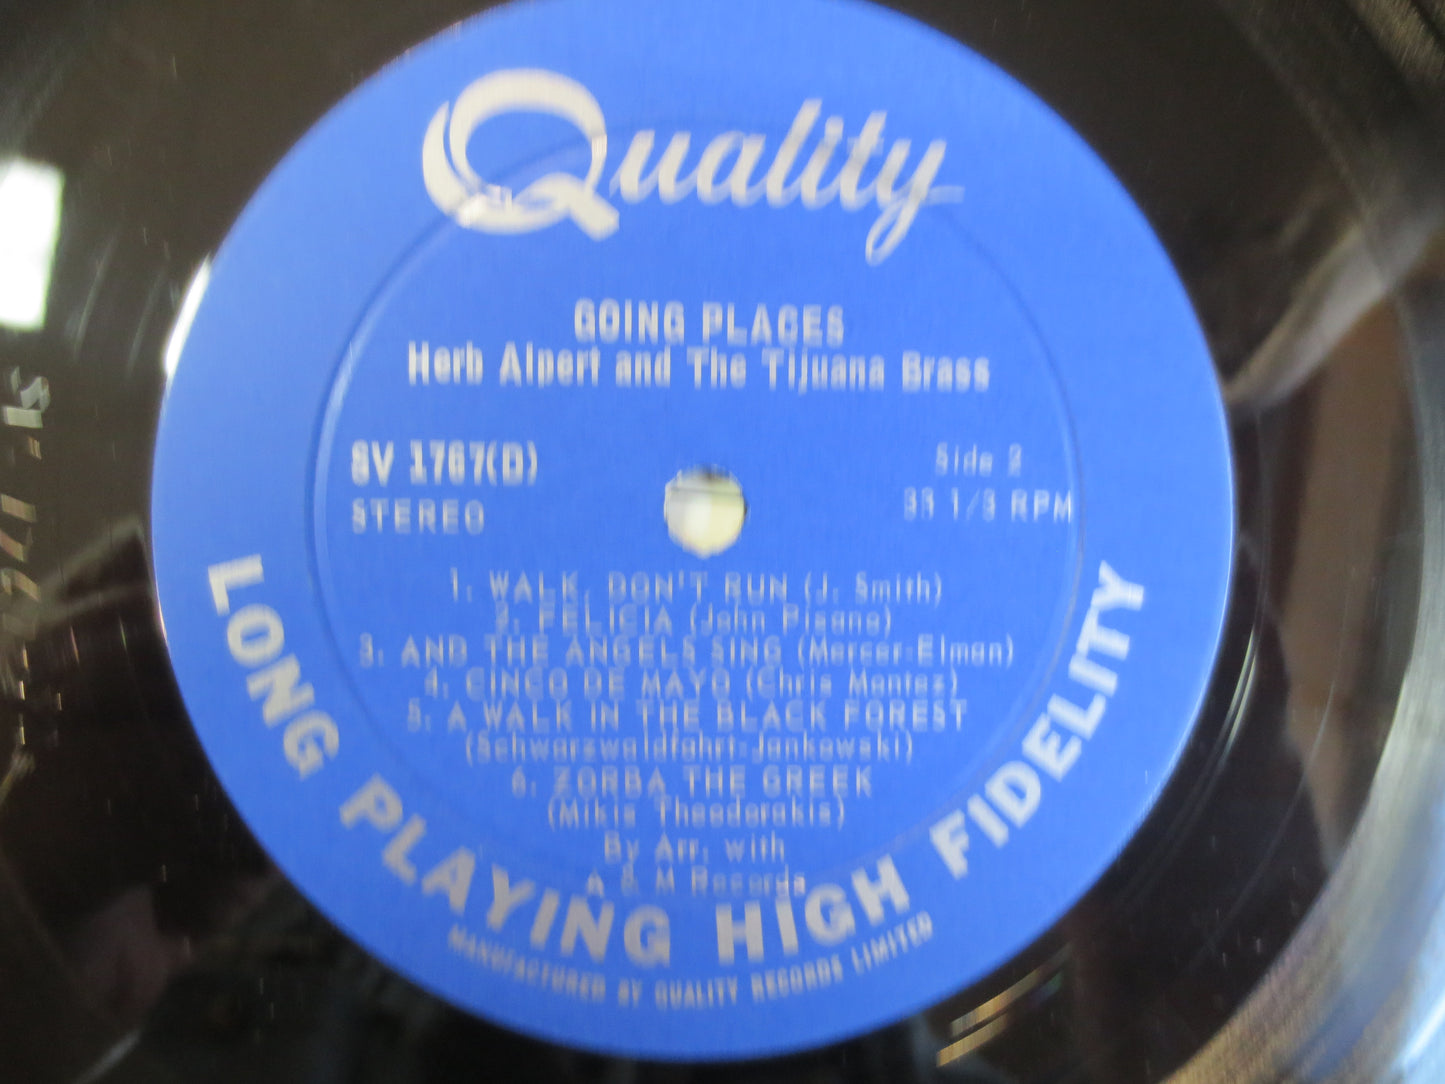 Quality
GOING PLACES
Herb Alpert and The Tijuana Brass
SV 1767(D)
STEREO
Side 2
33 1/3 RPM
1. WALK, DON'T RUN (J. Smith)
2. FELICIA (John Pisano)
3. AND THE ANGELS SING (Mercer-Elman)
4. CINCO DE MAYO (Chris Montez)
5. A WALK IN THE BLACK FOREST
(Schwarzwaldfahrt-Jankowski)
6. ZORBA THE GREEK
(Mikis Theodorakis)
By Arr. with
A & M Records
LONG PLAYING HIGH FIDELITY
MANUFACTURED BY QUALITY RECORDS LIMITED